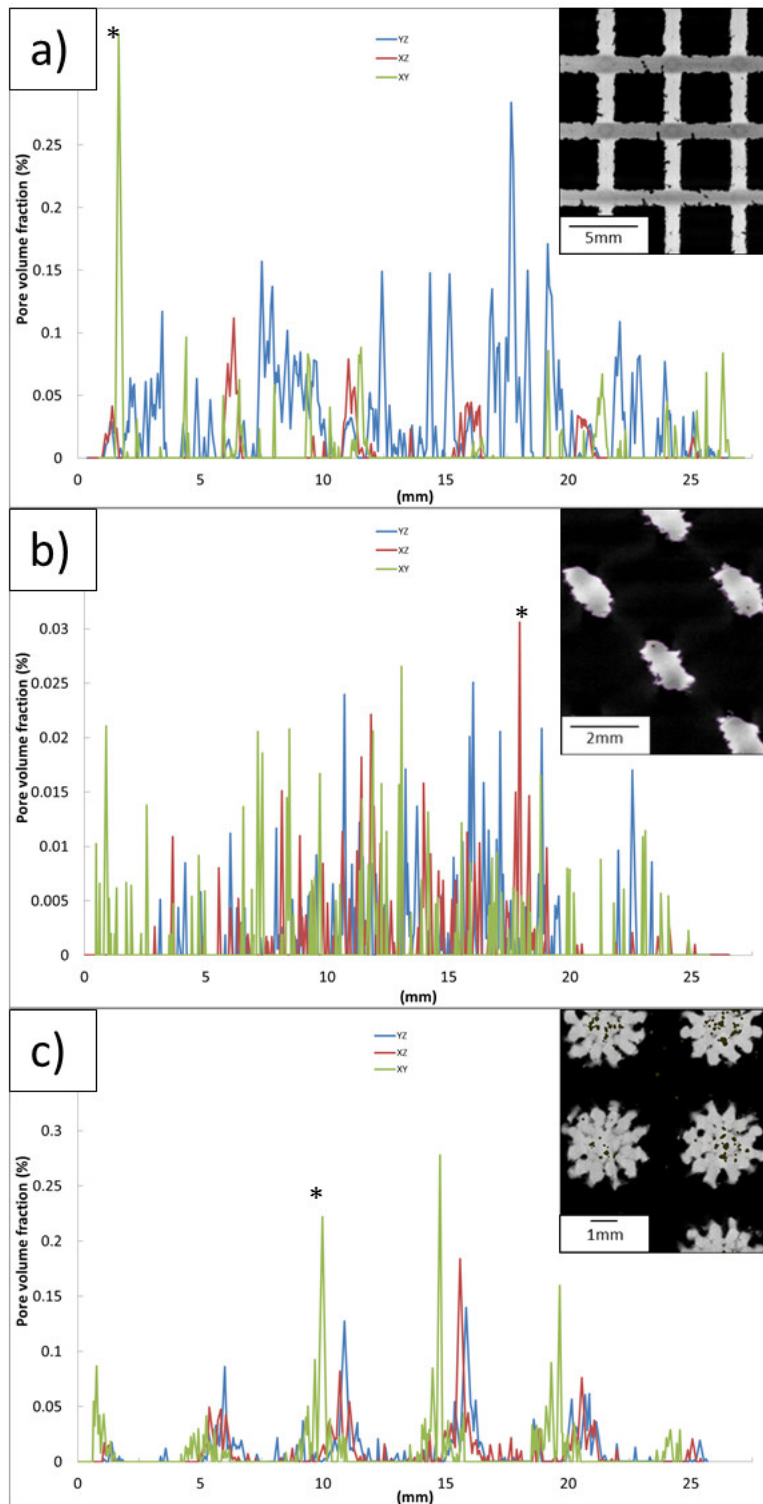 a)
*
YZ
XZ
XY
Pore volume fraction (%)
0.25
0.2
0.15
0.1
0.05
0
0
5
10
15
20
25
(mm)
5mm
b)
*
YZ
XZ
XY
Pore volume fraction (%)
0.03
0.025
0.02
0.015
0.01
0.005
0
0
5
10
15
20
25
(mm)
2mm
c)
*
YZ
XZ
XY
Pore volume fraction (%)
0.3
0.25
0.2
0.15
0.1
0.05
0
0
5
10
15
20
25
(mm)
1mm